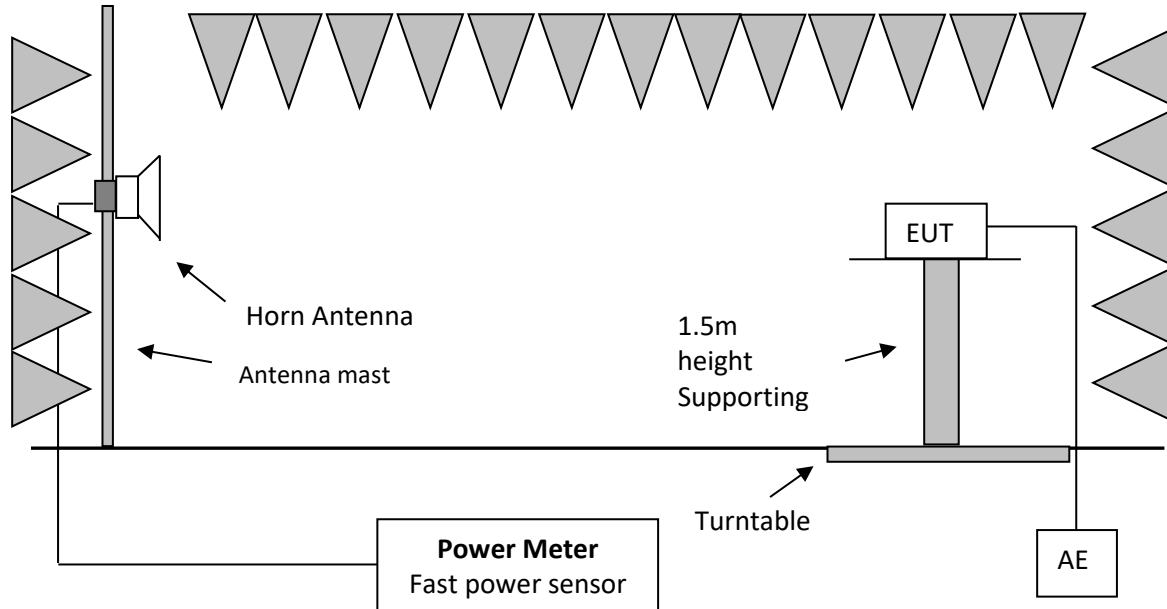 EUT
Horn Antenna
Antenna mast
1.5m
height
Supporting
Turntable
Power Meter
Fast power sensor
AE